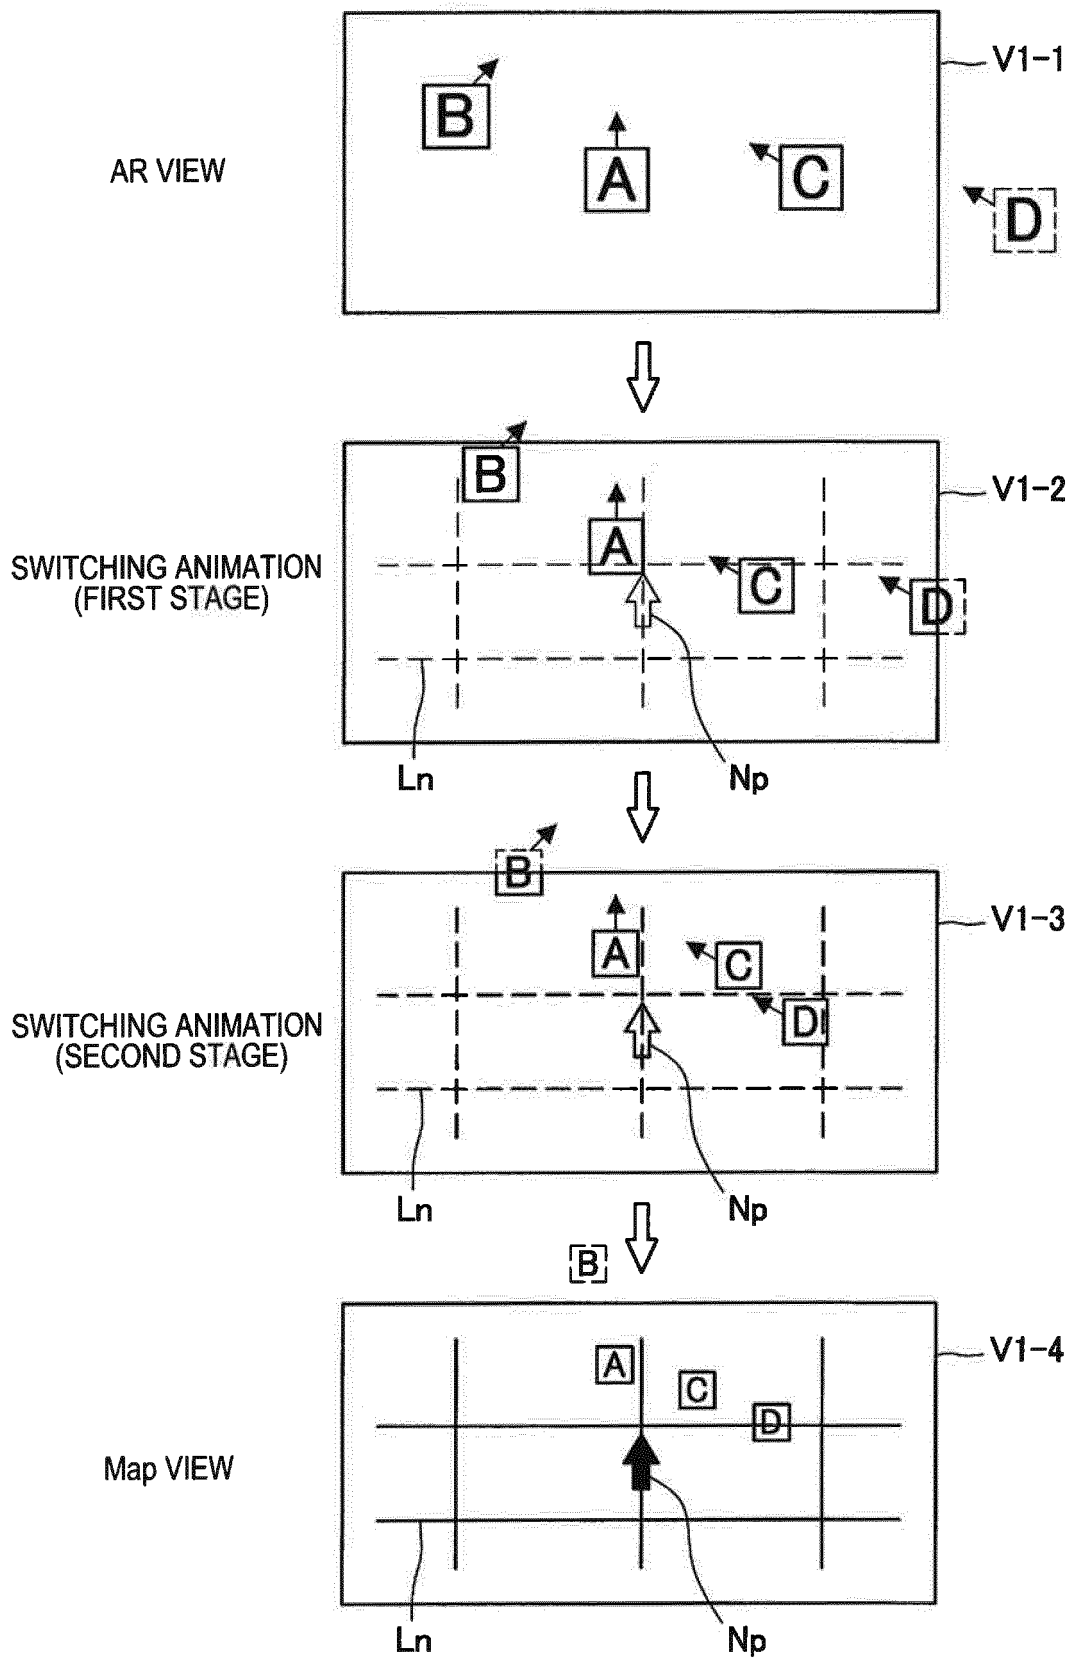 V1-1
B
A
C
D
AR VIEW
V1-2
B
A
C
D
SWITCHING ANIMATION
(FIRST STAGE)
Ln
Np
V1-3
B
A
C
D
SWITCHING ANIMATION
(SECOND STAGE)
Ln
Np
B
V1-4
A
C
D
Map VIEW
Ln
Np